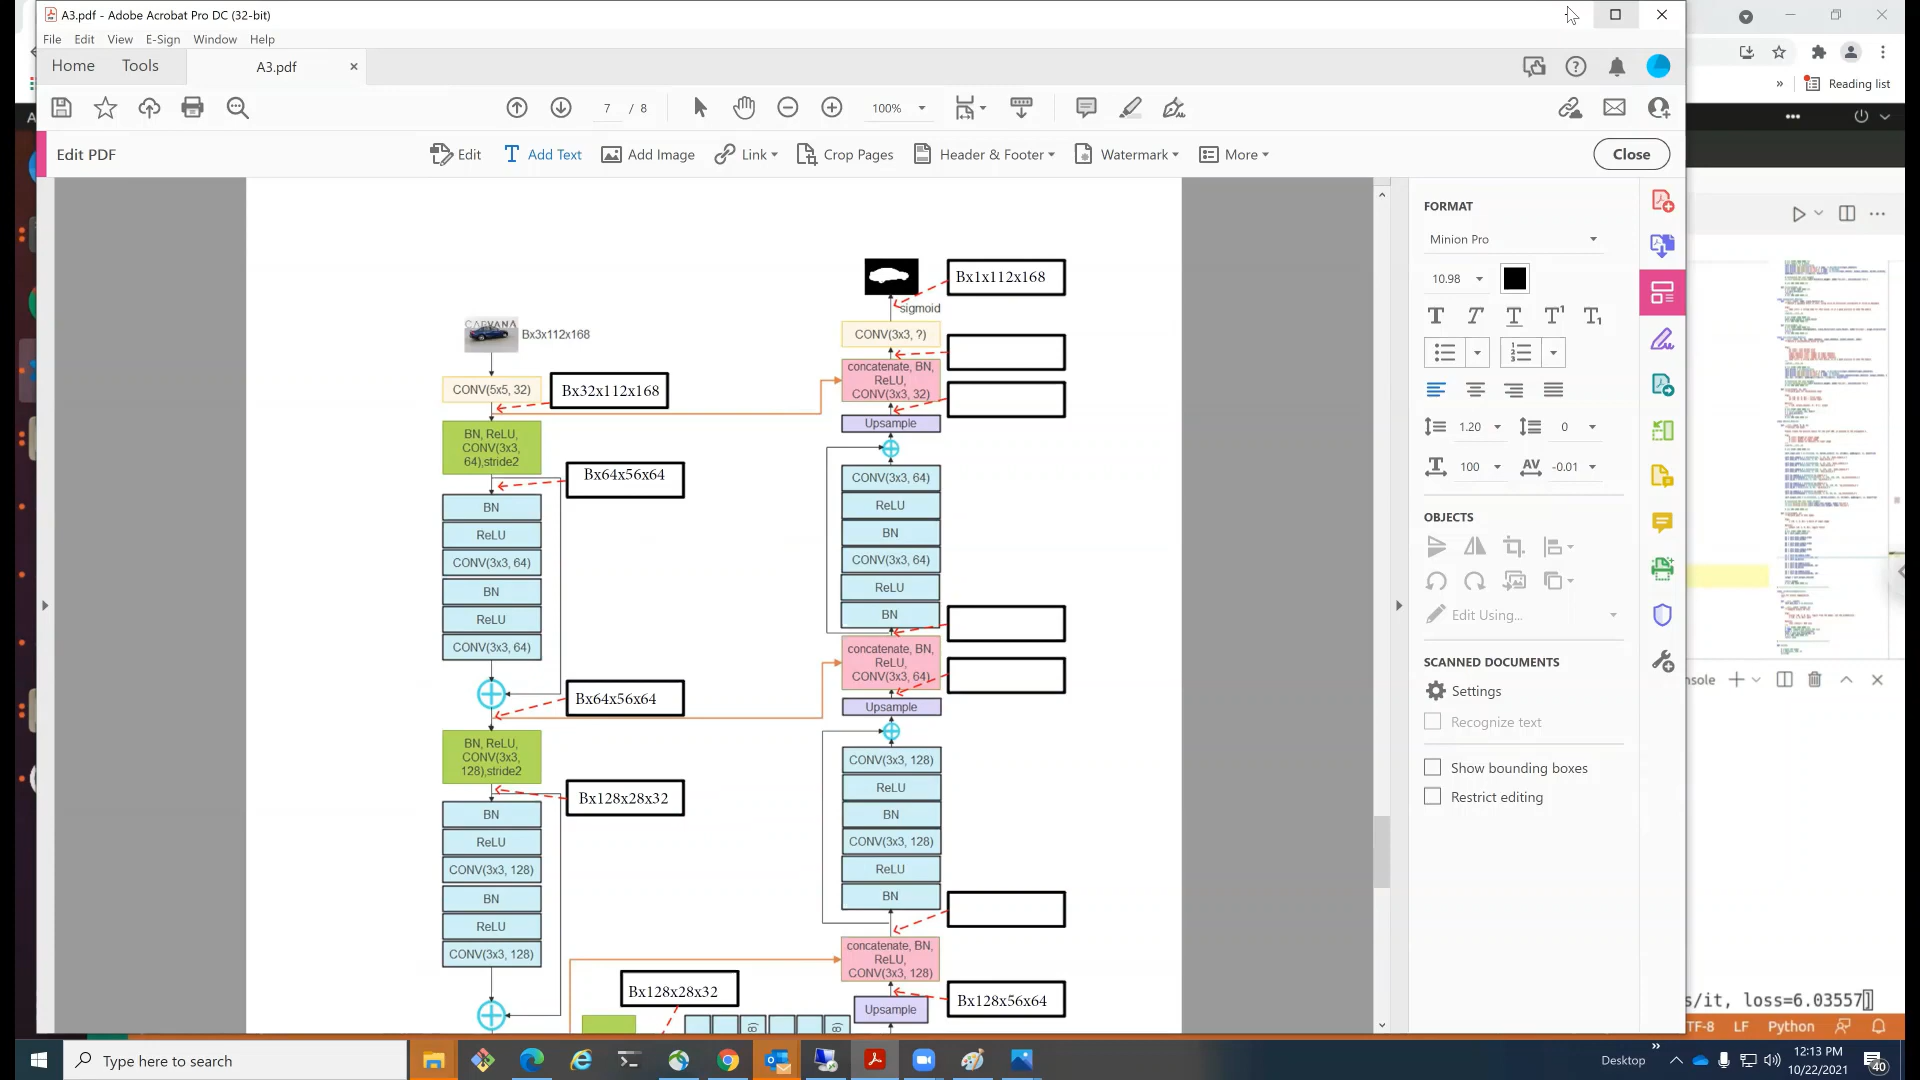 A3.pdf - Adobe Acrobat Pro DC (32-bit)
File Edit View E-Sign Window Help
Home Tools A3.pdf
Reading list
7 / 8 100%
Edit PDF Edit Add Text Add Image Link Crop Pages Header & Footer Watermark More Close
Bx3x112x168
CONV(5x5, 32)
Bx32x112x168
BN, ReLU,
CONV(3x3,
64),stride2
Bx64x56x64
BN
ReLU
CONV(3x3, 64)
BN
ReLU
CONV(3x3, 64)
Bx64x56x64
BN, ReLU,
CONV(3x3,
128),stride2
Bx128x28x32
BN
ReLU
CONV(3x3, 128)
BN
ReLU
CONV(3x3, 128)
Bx128x28x32
8)
8)
Bx1x112x168
sigmoid
CONV(3x3, ?)
concatenate, BN,
ReLU,
CONV(3x3, 32)
Upsample
CONV(3x3, 64)
ReLU
BN
CONV(3x3, 64)
ReLU
BN
concatenate, BN,
ReLU,
CONV(3x3, 64)
Upsample
CONV(3x3, 128)
ReLU
BN
CONV(3x3, 128)
ReLU
BN
concatenate, BN,
ReLU,
CONV(3x3, 128)
Bx128x56x64
Upsample
FORMAT
Minion Pro
10.98
1.20 0
100 AV -0.01
OBJECTS
Edit Using...
SCANNED DOCUMENTS
Settings
Recognize text
Show bounding boxes
Restrict editing
nsole
s/it, loss=6.03557]
TF-8 LF Python
Type here to search
Desktop
12:13 PM
10/22/2021
40